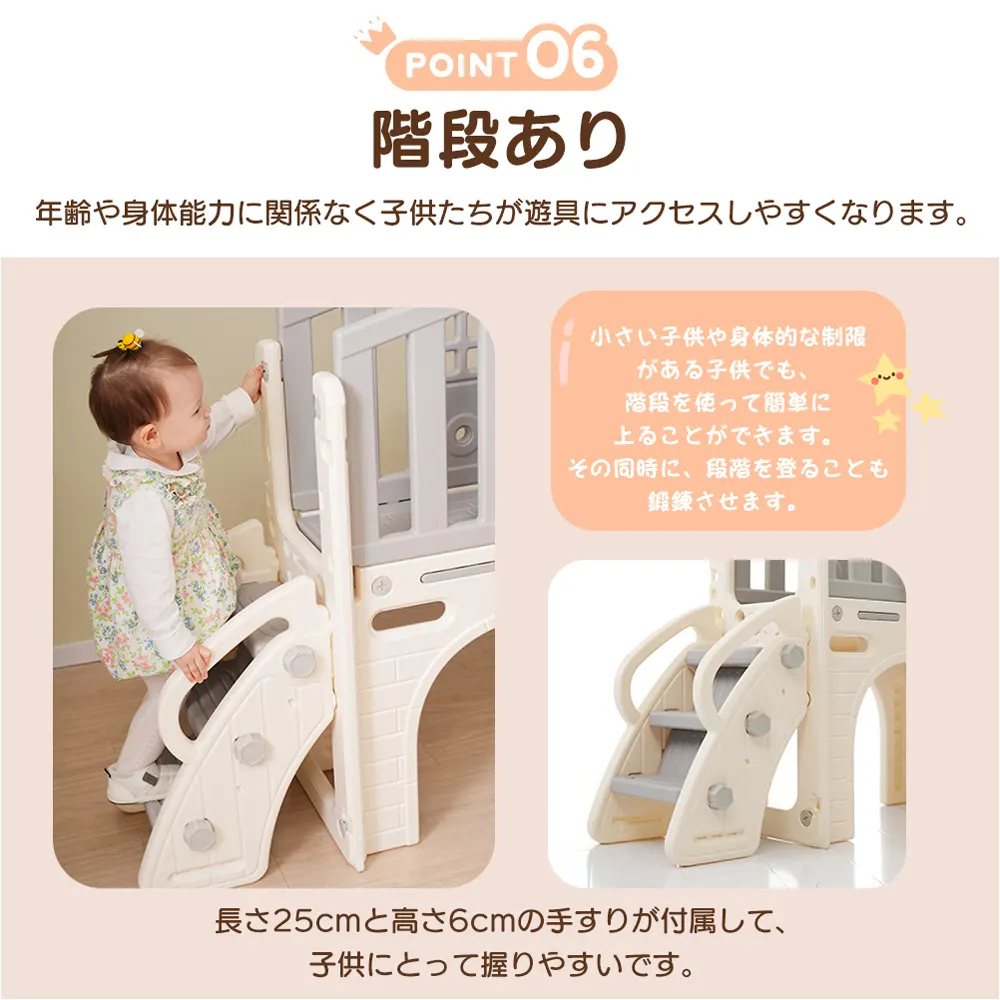 POINT 06
階段あり
年齢や身体能力に関係なく子供たちが遊具にアクセスしやすくなります。
小さい子供や身体的な制限
がある子供でも、
階段を使って簡単に
上ることができます。
その同時に、段階を登ることも
鍛錬させます。
長さ25cmと高さ6cmの手すりが付属して、
子供にとって握りやすいです。